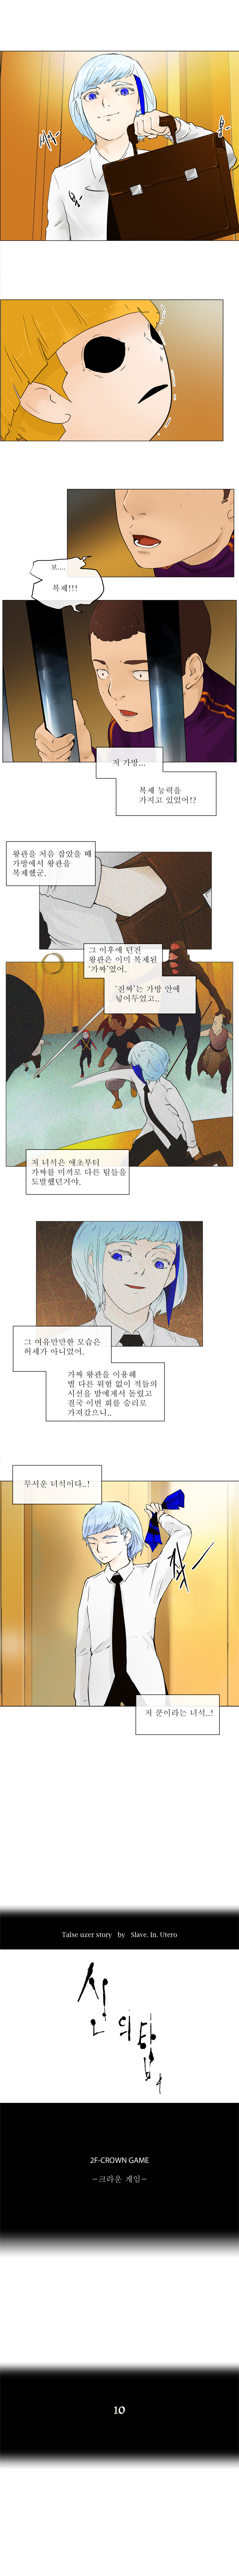 보.....
복제!!!
저 가방...
복제 능력을
가지고 있었어!?
왕관을 처음 잡았을 때
가방에서 왕관을
복제했군.
그 이후에 던진
왕관은 이미 복제된
'가짜'였어.
'진짜'는 가방 안에
넣어두었고..
저 녀석은 애초부터
가짜를 미끼로 다른 팀들을
도발했던거야.
그 여유만만한 모습은
허세가 아니었어.
가짜 왕관을 이용해
별 다른 위험 없이 적들의
시선을 밤에게서 돌렸고
결국 이번 회를 승리로
가져갔으니..
무서운 녀석이다..!
저 쿤이라는 녀석..!
Talse uzer story by Slave. In. Utero
신의 탑
2F-CROWN GAME
-크라운 게임-
10